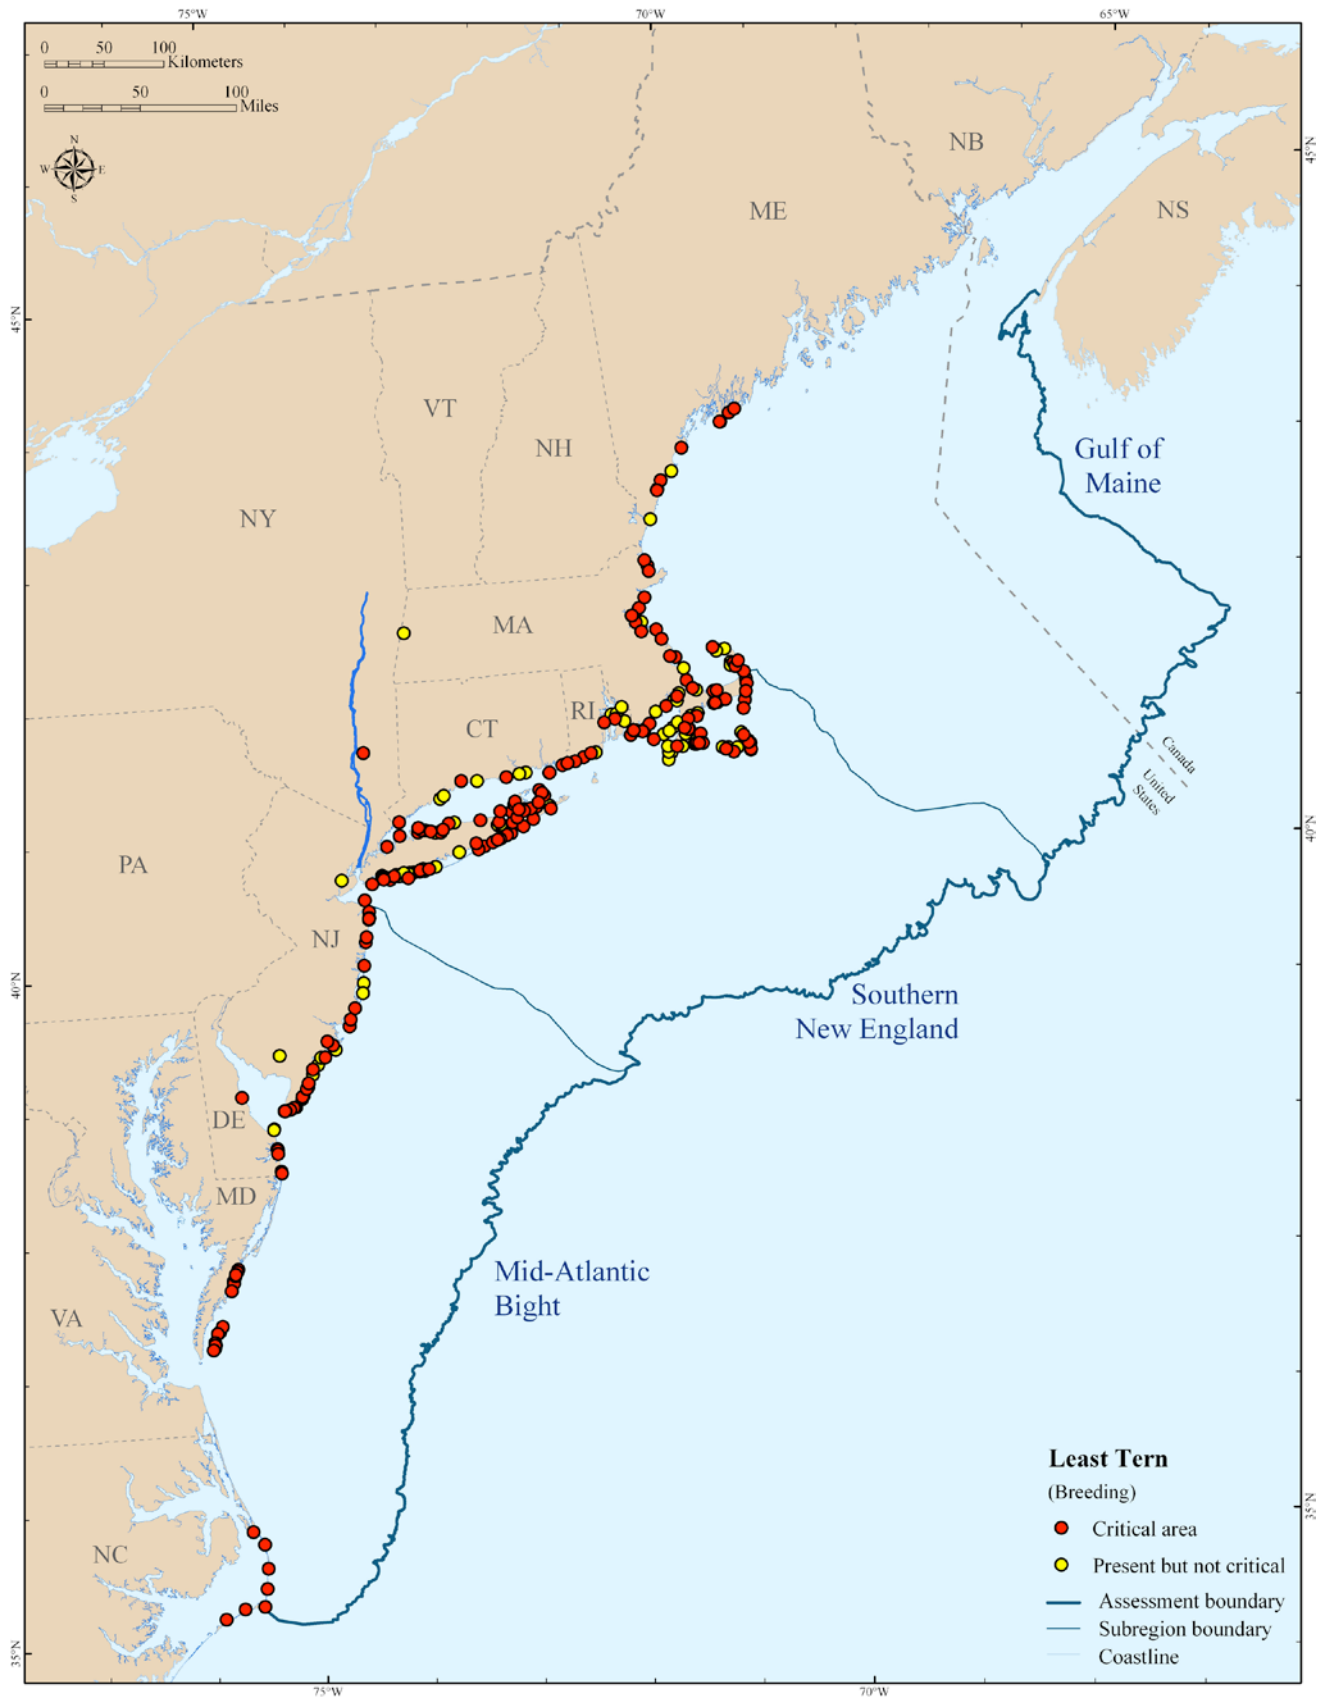 75°W
70°W
65°W
0 50 100
Kilometers
0 50 100
Miles
N
W E
S
NB
ME
NS
45°N
45°N
VT
NH
NY
Gulf of
Maine
MA
CT
RI
Canada
United
States
40°N
PA
NJ
40°N
Southern
New England
DE
MD
VA
Mid-Atlantic
Bight
NC
35°N
35°N
Least Tern
(Breeding)
Critical area
Present but not critical
Assessment boundary
Subregion boundary
Coastline
75°W
70°W